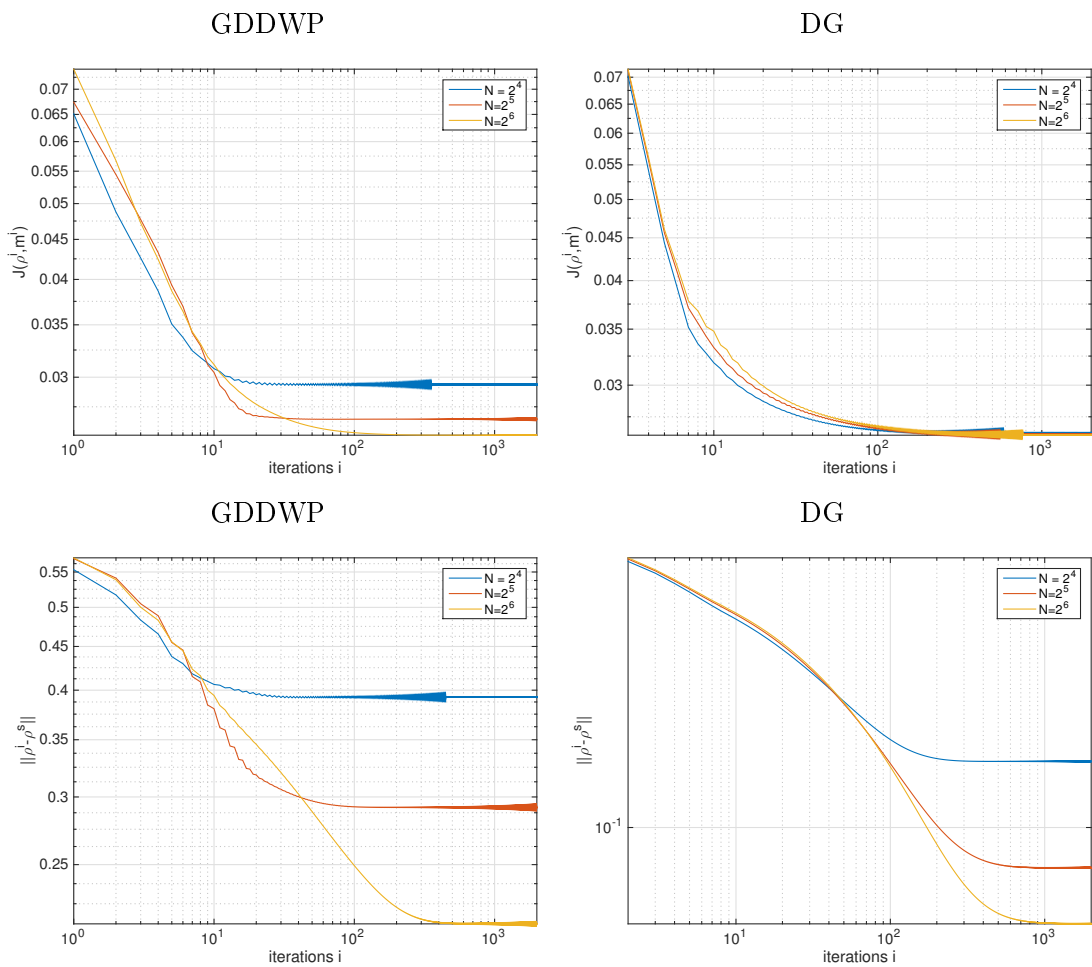 GDDWP
DG
0.07
0.065
0.06
0.055
0.05
0.045
0.04
0.035
0.03
J(ρ^i,m^i)
N = 2^4
N=2^5
N=2^6
10^0
10^1
10^2
10^3
iterations i
0.07
0.065
0.06
0.055
0.05
0.045
0.04
0.035
0.03
J(ρ^i,m^i)
N = 2^4
N=2^5
N=2^6
10^1
10^2
10^3
iterations i
GDDWP
DG
0.55
0.5
0.45
0.4
0.35
0.3
0.25
||ρ^i-ρ^s||
N = 2^4
N=2^5
N=2^6
10^0
10^1
10^2
10^3
iterations i
10^-1
||ρ^i-ρ^s||
N = 2^4
N=2^5
N=2^6
10^1
10^2
10^3
iterations i